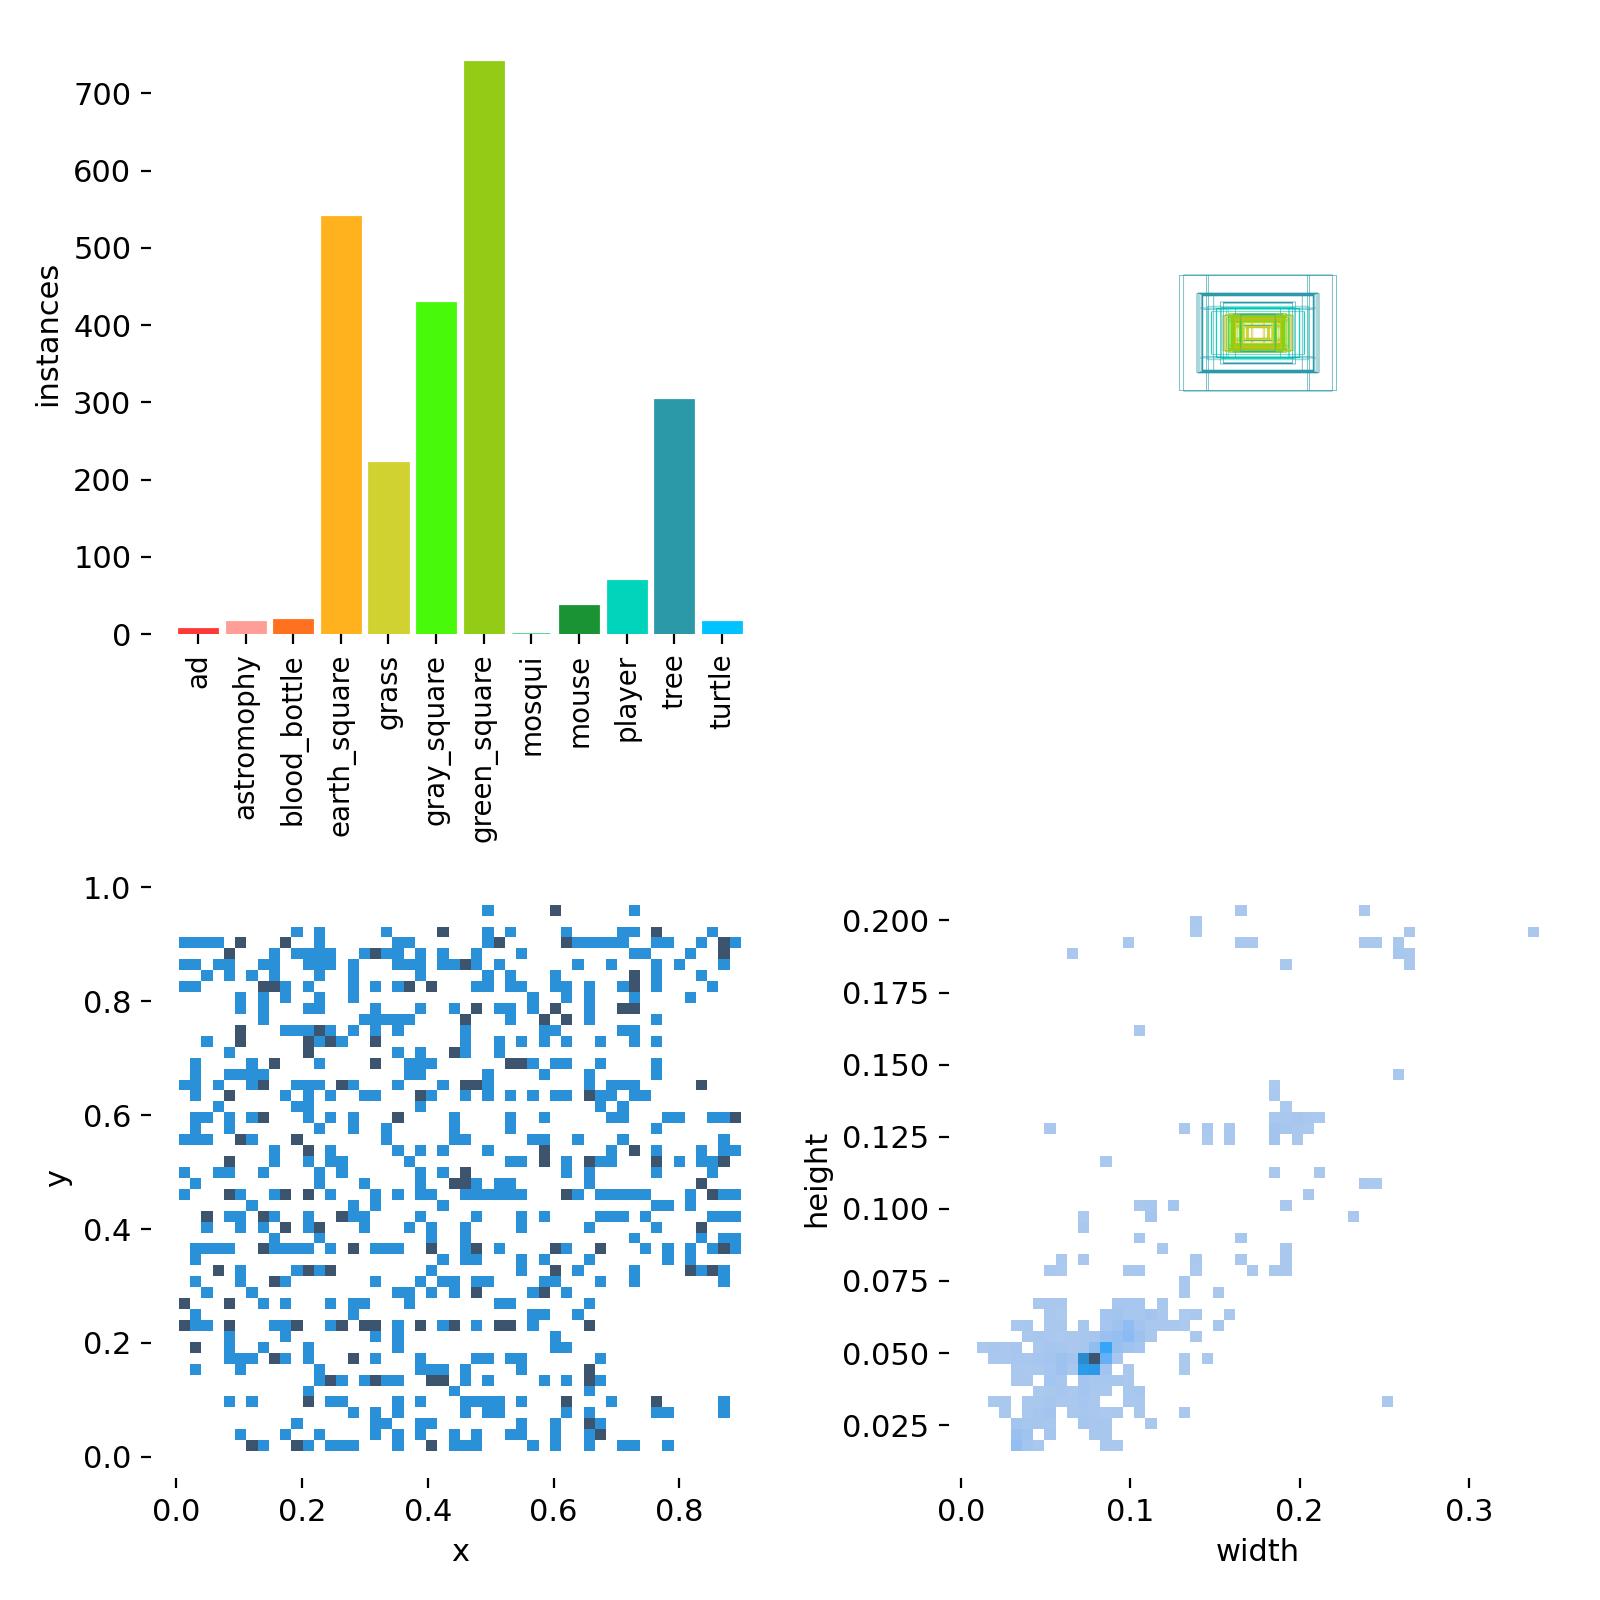 700
600
500
400
300
200
100
0
instances
ad
astromophy
blood_bottle
earth_square
grass
gray_square
green_square
mosqui
mouse
player
tree
turtle
1.0
0.8
0.6
0.4
0.2
0.0
y
0.0 0.2 0.4 0.6 0.8
x
0.200
0.175
0.150
0.125
0.100
0.075
0.050
0.025
height
0.0 0.1 0.2 0.3
width